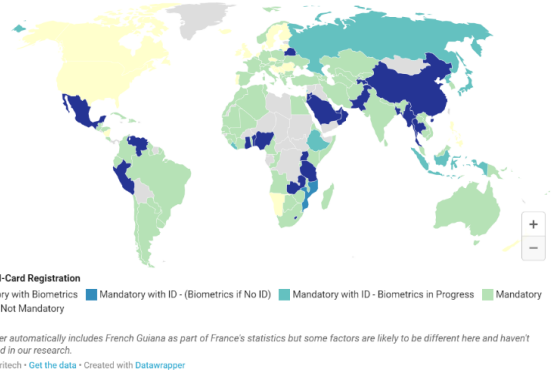 l-Card Registration
ry with Biometrics Mandatory with ID - (Biometrics if No ID) Mandatory with ID - Biometrics in Progress Mandatory
Not Mandatory
er automatically includes French Guiana as part of France's statistics but some factors are likely to be different here and haven't
d in our research.
ritech • Get the data • Created with Datawrapper
+
−